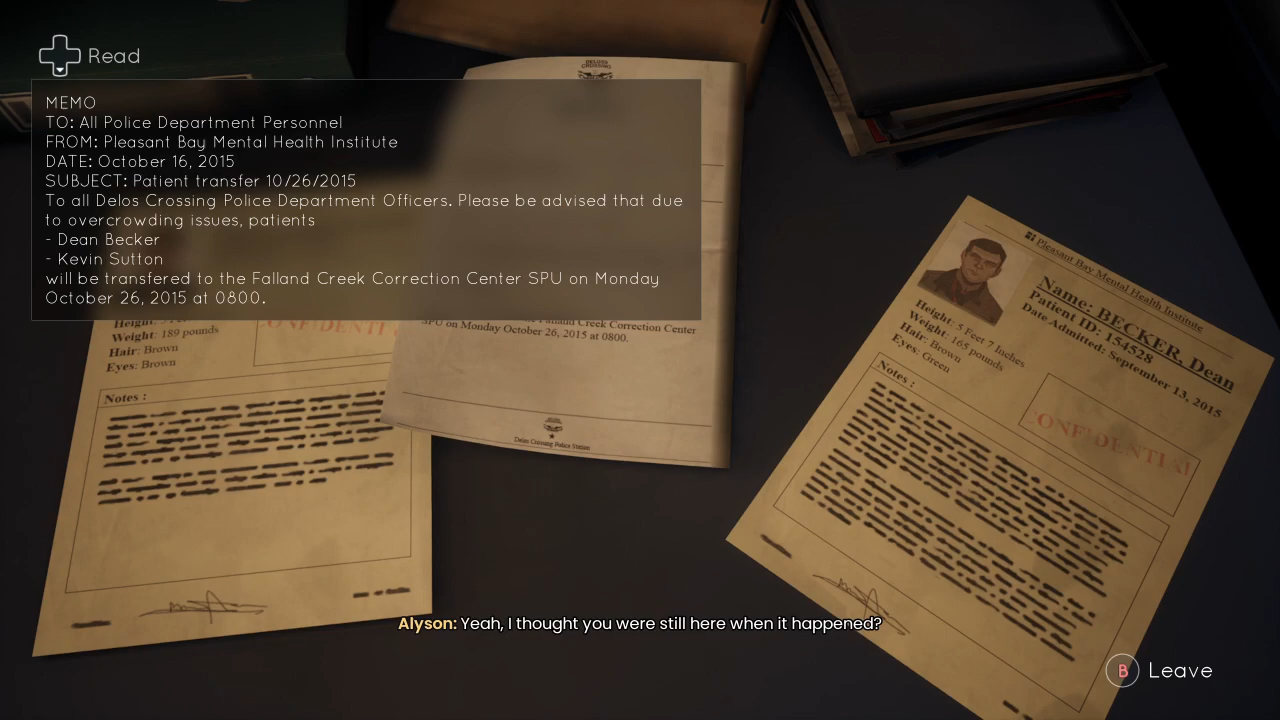 Read
MEMO
TO: All Police Department Personnel
FROM: Pleasant Bay Mental Health Institute
DATE: October 16, 2015
SUBJECT: Patient transfer 10/26/2015
To all Delos Crossing Police Department Officers. Please be advised that due
to overcrowding issues, patients
- Dean Becker
- Kevin Sutton
will be transfered to the Falland Creek Correction Center SPU on Monday
October 26, 2015 at 0800.
DELOS
CROSSING
Falland Creek Correction Center
SPU on Monday October 26, 2015 at 0800.
Delos Crossing Police Station
Weight: 189 pounds
Hair: Brown
Eyes: Brown
Notes :
Pleasant Bay Mental Health Institute
Name: BECKER, Dean
Patient ID: 154528
Date Admitted: September 13, 2015
Height: 5 Feet 7 Inches
Weight: 165 pounds
Hair: Brown
Eyes: Green
CONFIDENTIAL
Notes :
Alyson: Yeah, I thought you were still here when it happened?
B Leave